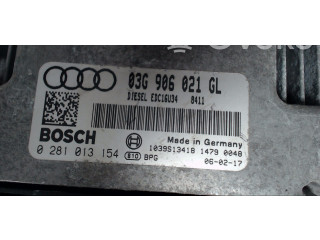 03G 906 021 GL
DIESEL EDC16U34 8411
BOSCH
Made in Germany
1039S13418 1479 0048
0 281 013 154 E10 BPG
06-02-17